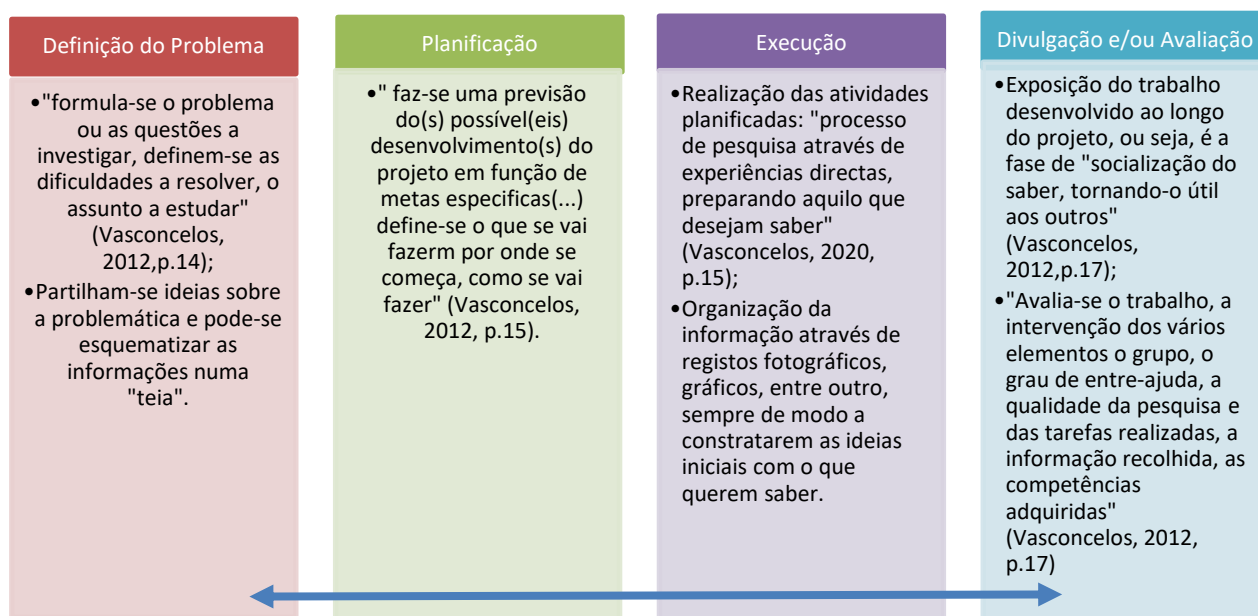 Definição do Problema
•"formula-se o problema
ou as questões a
investigar, definem-se as
dificuldades a resolver, o
assunto a estudar"
(Vasconcelos,
2012,p.14);
•Partilham-se ideias sobre
a problemática e pode-se
esquematizar as
informações numa
"teia".
Planificação
•" faz-se uma previsão
do(s) possível(eis)
desenvolvimento(s) do
projeto em função de
metas especificas(...)
define-se o que se vai
fazerm por onde se
começa, como se vai
fazer" (Vasconcelos,
2012, p.15).
Execução
•Realização das atividades
planificadas: "processo
de pesquisa através de
experiências directas,
preparando aquilo que
desejam saber"
(Vasconcelos, 2020,
p.15);
•Organização da
informação através de
registos fotográficos,
gráficos, entre outro,
sempre de modo a
constratarem as ideias
iniciais com o que
querem saber.
Divulgação e/ou Avaliação
•Exposição do trabalho
desenvolvido ao longo
do projeto, ou seja, é a
fase de "socialização do
saber, tornando-o útil
aos outros"
(Vasconcelos,
2012,p.17);
•"Avalia-se o trabalho, a
intervenção dos vários
elementos o grupo, o
grau de entre-ajuda, a
qualidade da pesquisa e
das tarefas realizadas, a
informação recolhida, as
competências
adquiridas"
(Vasconcelos, 2012,
p.17)